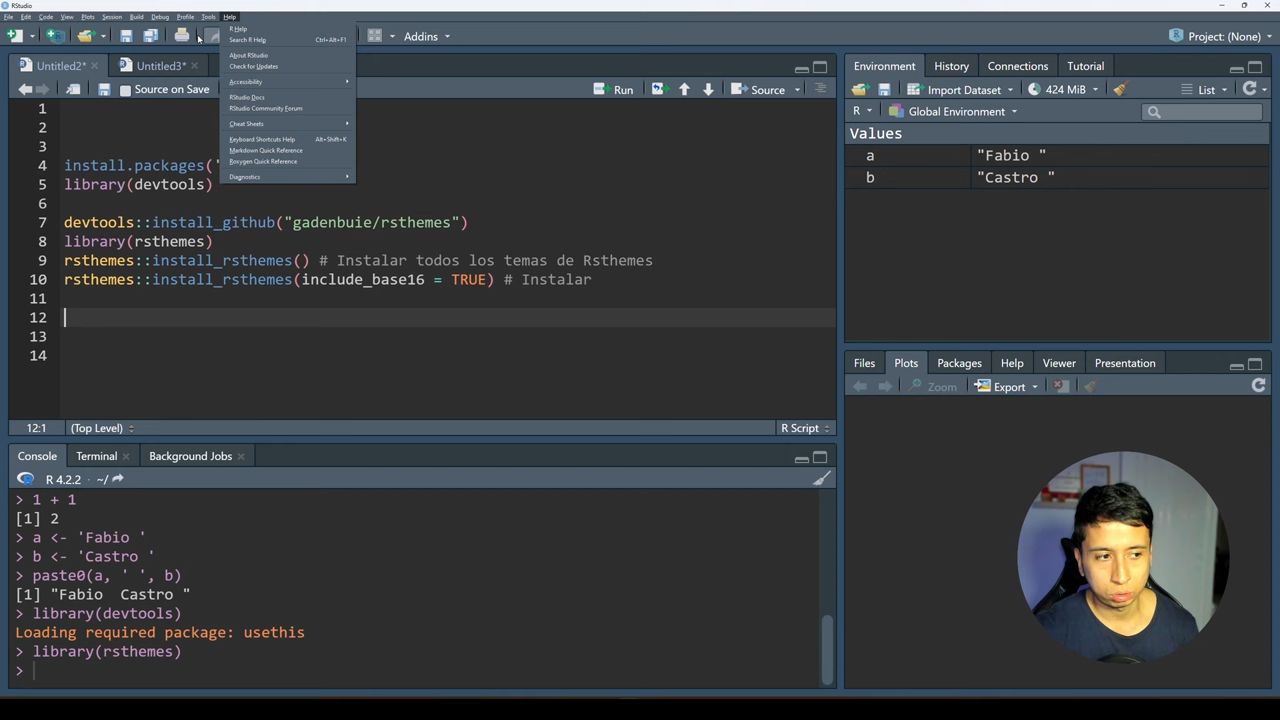 RStudio
File Edit Code View Plots Session Build Debug Profile Tools Help
Addins
Project: (None)
R Help
Search R Help Ctrl+Alt+F1
About RStudio
Check for Updates
Accessibility
RStudio Docs
RStudio Community Forum
Cheat Sheets
Keyboard Shortcuts Help Alt+Shift+K
Markdown Quick Reference
Roxygen Quick Reference
Diagnostics
Untitled2*
Untitled3*
Source on Save
Run
Source
1
2
3
4 install.packages("
5 library(devtools)
6
7 devtools::install_github("gadenbuie/rsthemes")
8 library(rsthemes)
9 rsthemes::install_rsthemes() # Instalar todos los temas de Rsthemes
10 rsthemes::install_rsthemes(include_base16 = TRUE) # Instalar
11
12
13
14
12:1 (Top Level) R Script
Console Terminal Background Jobs
R 4.2.2 · ~/
> 1 + 1
[1] 2
> a <- 'Fabio '
> b <- 'Castro '
> paste0(a, ' ', b)
[1] "Fabio  Castro "
> library(devtools)
Loading required package: usethis
> library(rsthemes)
>
Environment History Connections Tutorial
Import Dataset 424 MiB List
R Global Environment
Values
a "Fabio "
b "Castro "
Files Plots Packages Help Viewer Presentation
Zoom Export